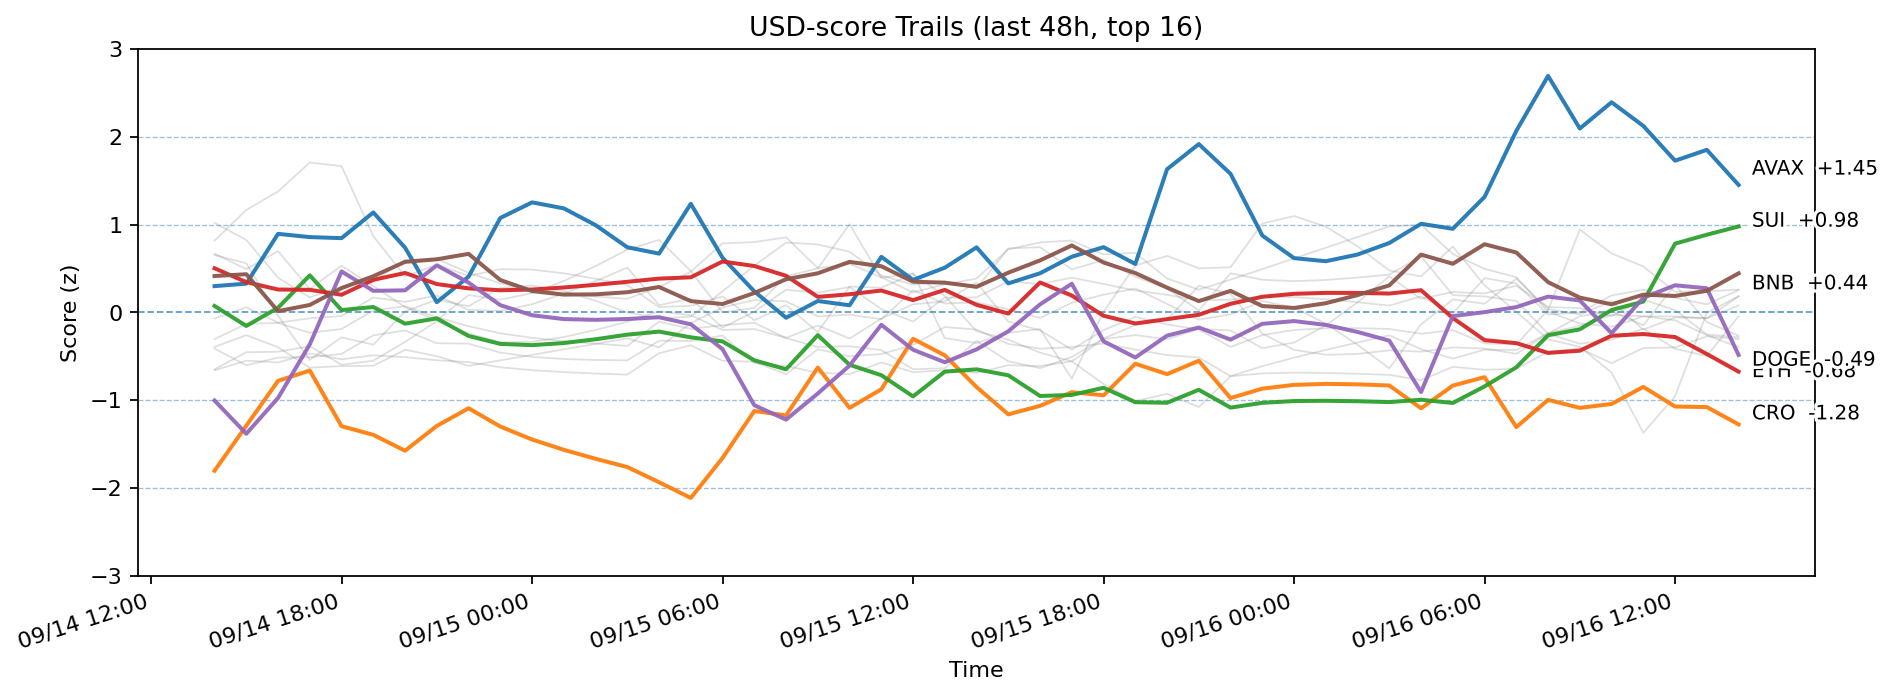 USD-score Trails (last 48h, top 16)
3
2
1
0
−1
−2
−3
Score (z)
AVAX +1.45
SUI +0.98
BNB +0.44
DOGE -0.49
ETH -0.68
CRO -1.28
09/14 12:00
09/14 18:00
09/15 00:00
09/15 06:00
09/15 12:00
09/15 18:00
09/16 00:00
09/16 06:00
09/16 12:00
Time